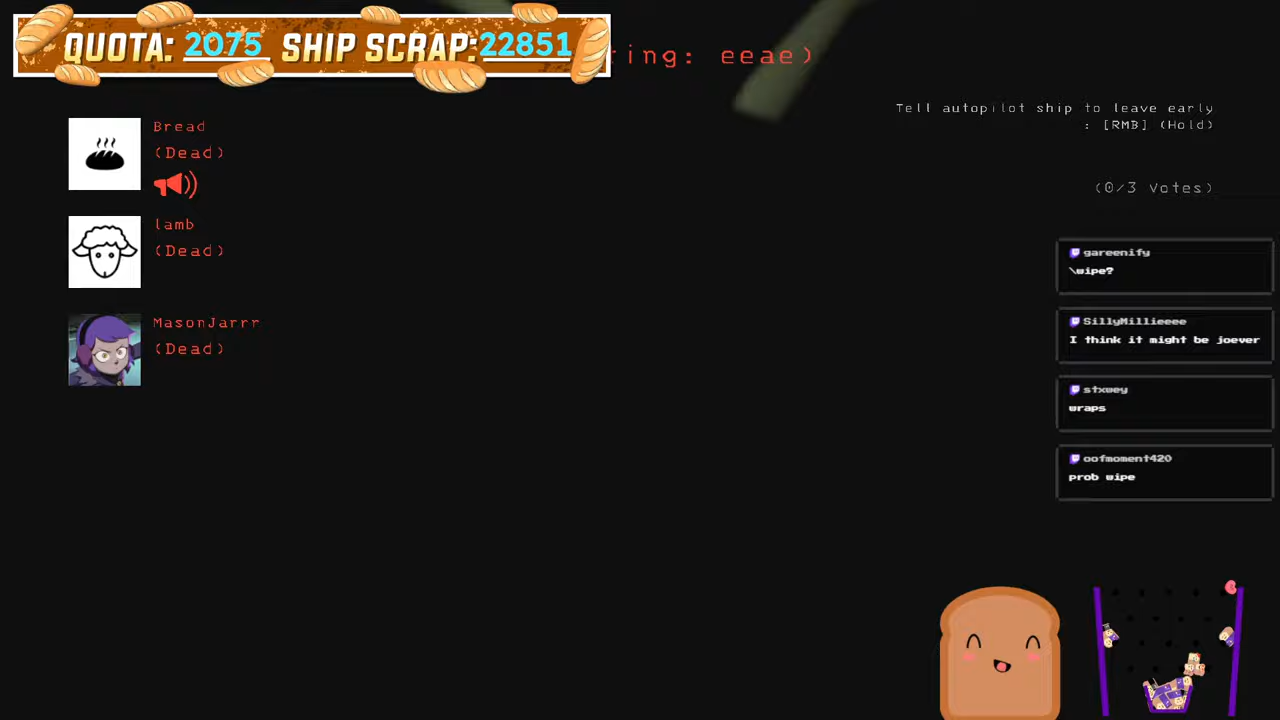 QUOTA: 2075 SHIP SCRAP:22851
ring: eeae)
Tell autopilot ship to leave early
: [RMB] (Hold)
(0/3 Votes)
Bread
(Dead)
lamb
(Dead)
MasonJarrr
(Dead)
gareenify
\wipe?
SillyMillieeee
I think it might be joever
stxwey
wraps
oofmoment420
prob wipe